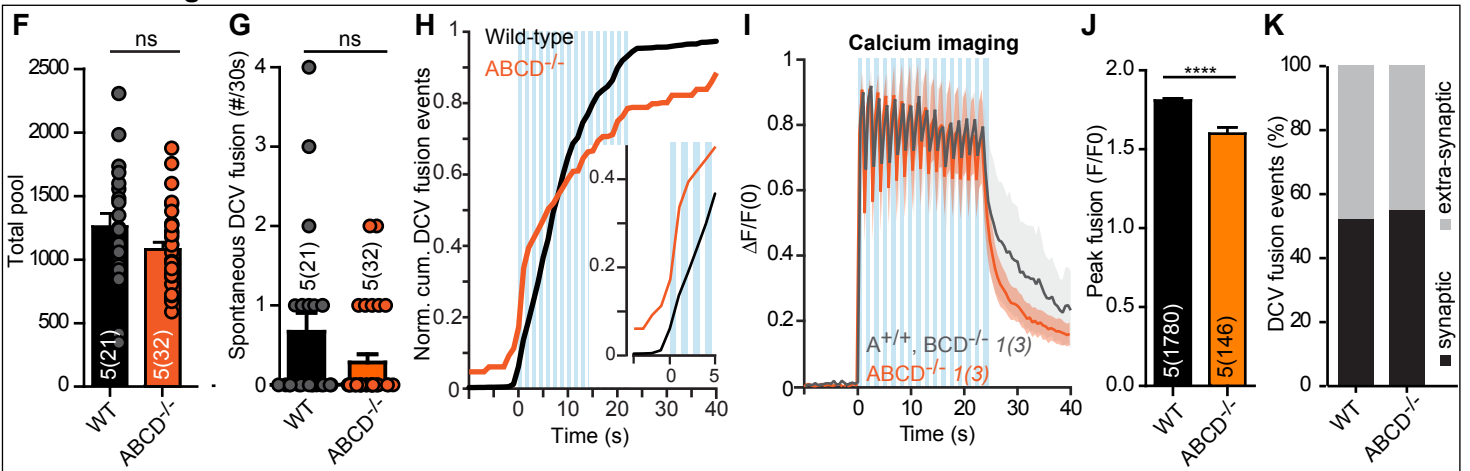 F
ns
Total pool
2500
2000
1500
1000
500
0
5(21)
5(32)
WT
ABCD-/-
G
ns
Spontaneous DCV fusion (#/30s)
4
3
2
1
0
5(21)
5(32)
WT
ABCD-/-
H
Wild-type
ABCD-/-
Norm. cum. DCV fusion events
1
0.8
0.6
0.4
0.2
0
0.4
0.2
0
0
5
0
10
20
30
40
Time (s)
I
Calcium imaging
ΔF/F(0)
1
0.8
0.6
0.4
0.2
0
A+/+, BCD-/- 1(3)
ABCD-/- 1(3)
0
10
20
30
40
Time (s)
J
****
Peak fusion (F/F0)
2.0
1.5
1.0
0.5
0.0
5(1780)
5(146)
WT
ABCD-/-
K
DCV fusion events (%)
100
80
60
40
20
0
WT
ABCD-/-
synaptic
extra-synaptic